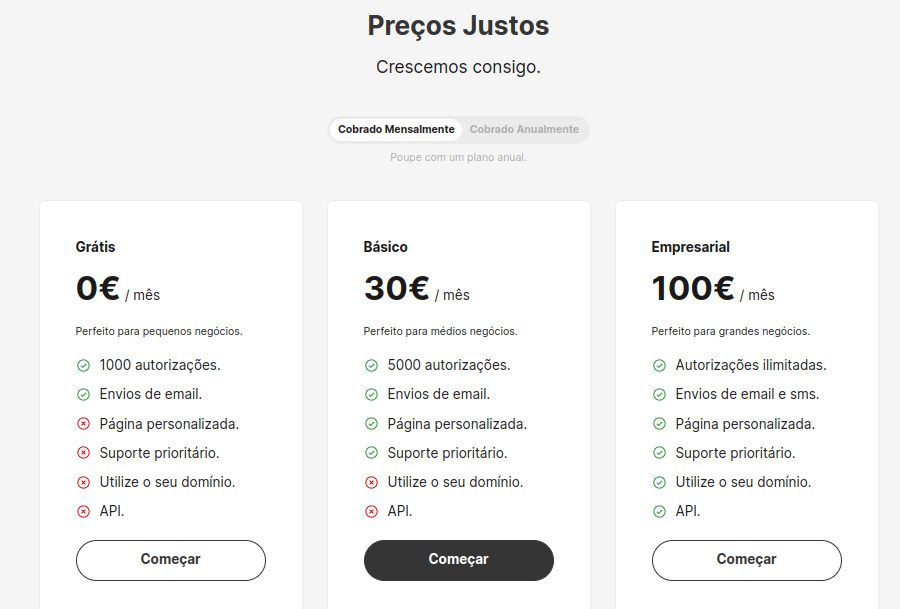 Preços Justos
Crescemos consigo.
Cobrado Mensalmente
Cobrado Anualmente
Poupe com um plano anual.
Grátis
0€ / mês
Perfeito para pequenos negócios.
1000 autorizações.
Envios de email.
Página personalizada.
Suporte prioritário.
Utilize o seu domínio.
API.
Começar
Básico
30€ / mês
Perfeito para médios negócios.
5000 autorizações.
Envios de email.
Página personalizada.
Suporte prioritário.
Utilize o seu domínio.
API.
Começar
Empresarial
100€ / mês
Perfeito para grandes negócios.
Autorizações ilimitadas.
Envios de email e sms.
Página personalizada.
Suporte prioritário.
Utilize o seu domínio.
API.
Começar